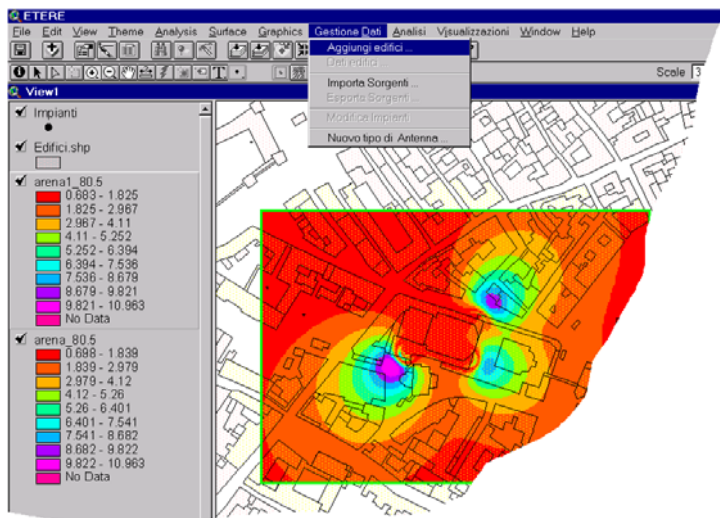 ETERE
File Edit View Theme Analysis Surface Graphics Gestione Dati Analisi Visualizzazioni Window Help
Aggiungi edifici ...
Dati edifici ...
Importa Sorgenti ...
Esporta Sorgenti ...
Modifica Impianti
Nuovo tipo di Antenna ...
Scale 3
View1
Impianti
Edifici.shp
arena1_80.5
0.683 - 1.825
1.825 - 2.967
2.967 - 4.11
4.11 - 5.252
5.252 - 6.394
6.394 - 7.536
7.536 - 8.679
8.679 - 9.821
9.821 - 10.963
No Data
arena_80.5
0.698 - 1.839
1.839 - 2.979
2.979 - 4.12
4.12 - 5.26
5.26 - 6.401
6.401 - 7.541
7.541 - 8.682
8.682 - 9.822
9.822 - 10.963
No Data